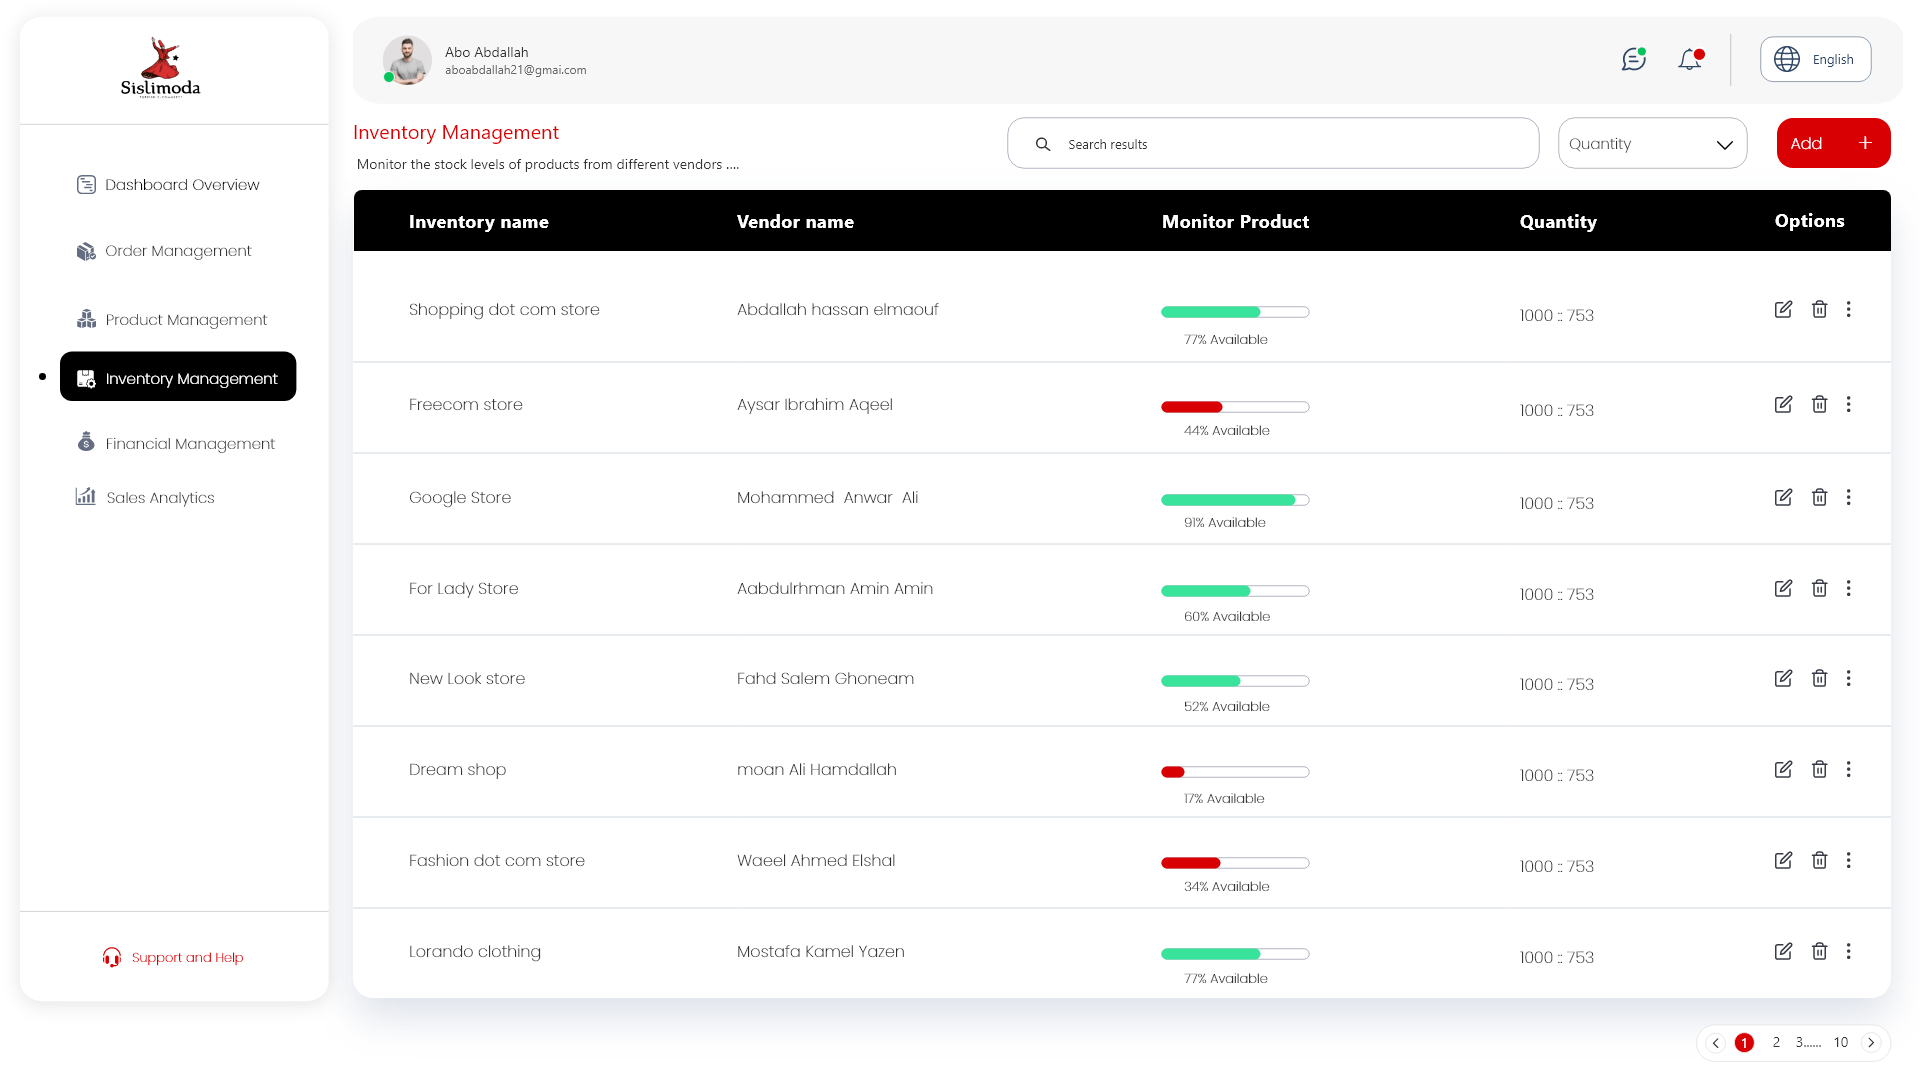 Sislimoda
Dashboard Overview
Order Management
Product Management
Inventory Management
Financial Management
Sales Analytics
Support and Help
Abo Abdallah
aboabdallah21@gmai.com
English
Inventory Management
Monitor the stock levels of products from different vendors ....
Search results
Quantity
Add +
Inventory name Vendor name Monitor Product Quantity Options
Shopping dot com store Abdallah hassan elmaouf 1000 :: 753
77% Available
Freecom store Aysar Ibrahim Aqeel 1000 :: 753
44% Available
Google Store Mohammed Anwar Ali 1000 :: 753
91% Available
For Lady Store Aabdulrhman Amin Amin 1000 :: 753
60% Available
New Look store Fahd Salem Ghoneam 1000 :: 753
52% Available
Dream shop moan Ali Hamdallah 1000 :: 753
17% Available
Fashion dot com store Waeel Ahmed Elshal 1000 :: 753
34% Available
Lorando clothing Mostafa Kamel Yazen 1000 :: 753
77% Available
< 1 2 3...... 10 >